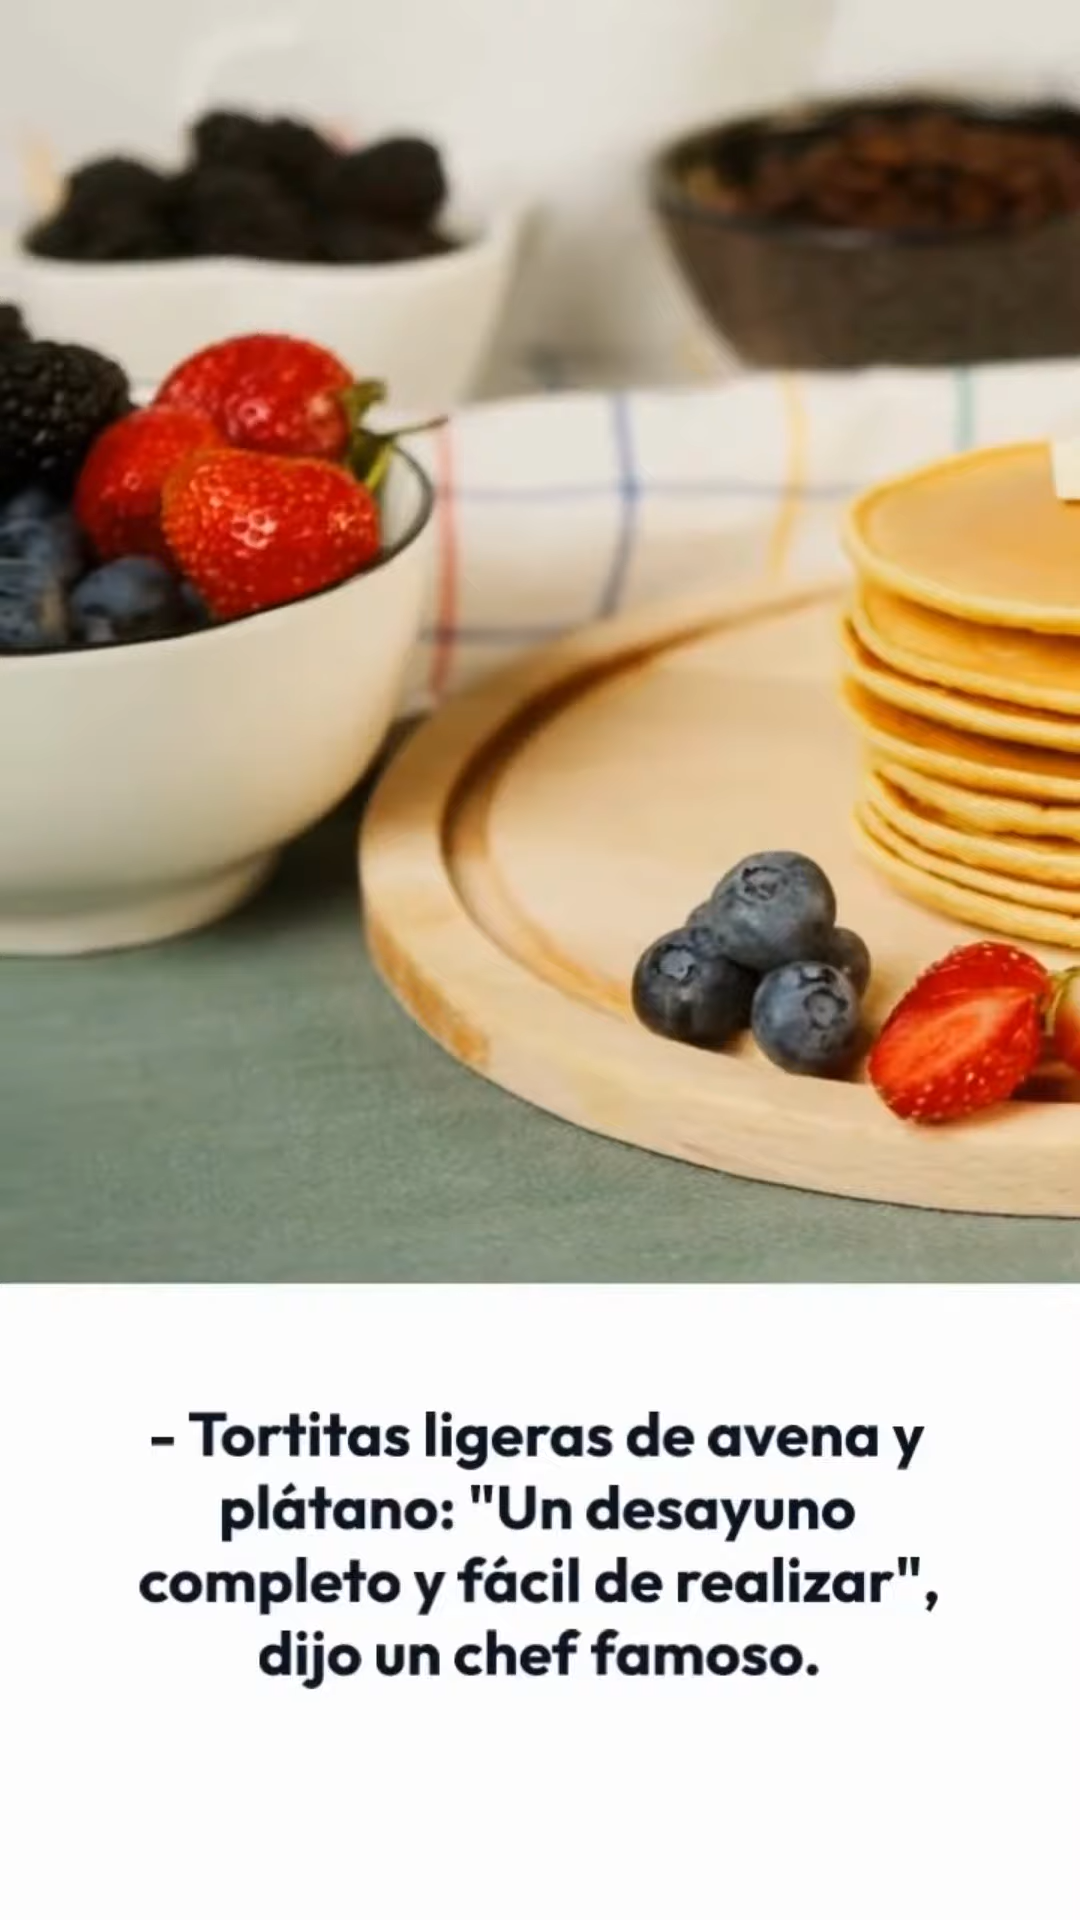 - Tortitas ligeras de avena y
plátano: "Un desayuno
completo y fácil de realizar",
dijo un chef famoso.